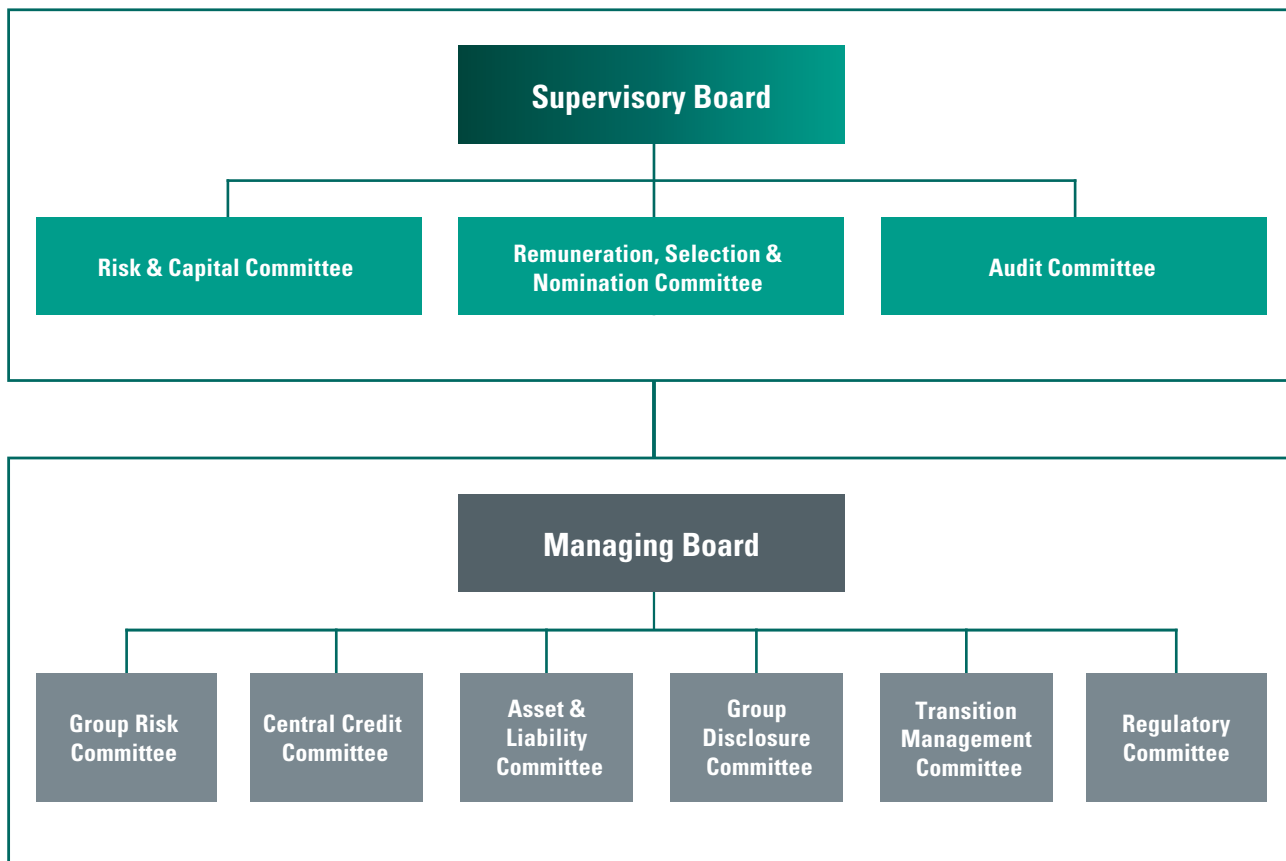 Supervisory Board
Risk & Capital Committee
Remuneration, Selection &
Nomination Committee
Audit Committee
Managing Board
Group Risk
Committee
Central Credit
Committee
Asset &
Liability
Committee
Group
Disclosure
Committee
Transition
Management
Committee
Regulatory
Committee